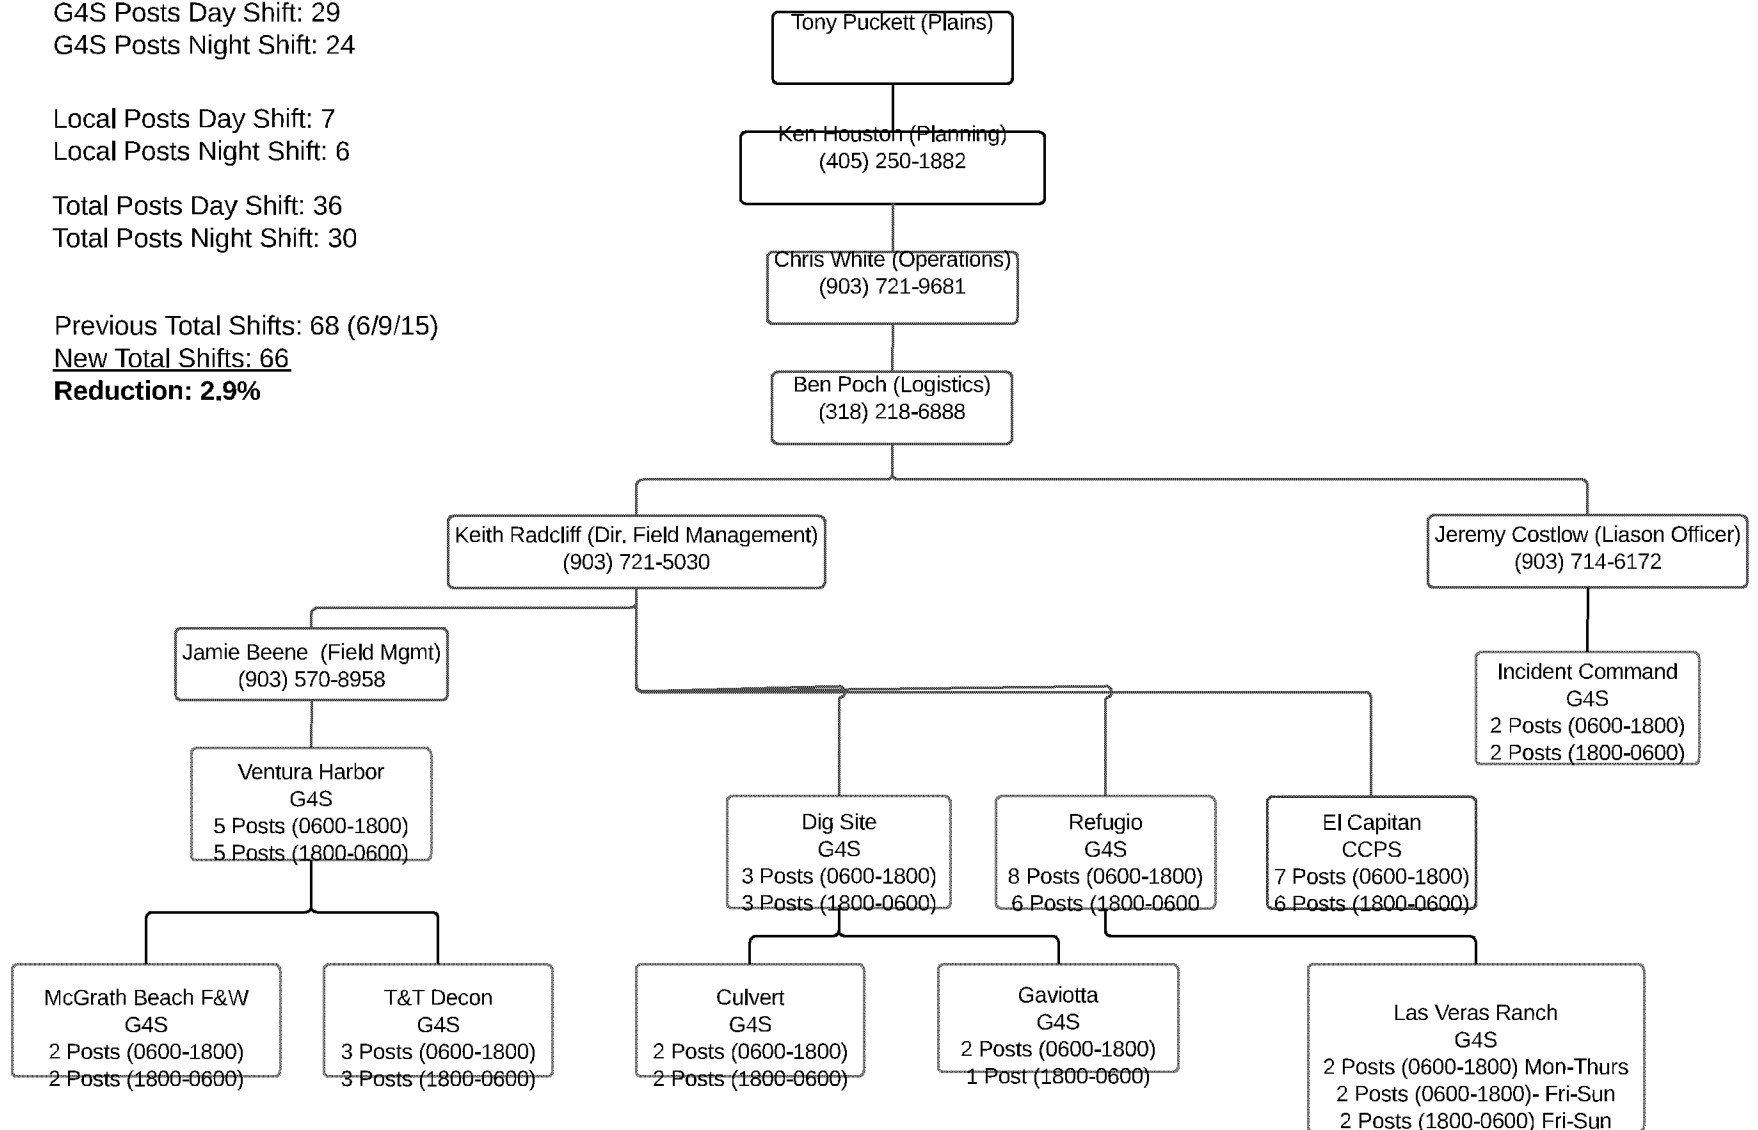 G4S Posts Day Shift: 29
G4S Posts Night Shift: 24
Local Posts Day Shift: 7
Local Posts Night Shift: 6
Total Posts Day Shift: 36
Total Posts Night Shift: 30
Previous Total Shifts: 68 (6/9/15)
New Total Shifts: 66
Reduction: 2.9%
Tony Puckett (Plains)
Ken Houston (Planning)
(405) 250-1882
Chris White (Operations)
(903) 721-9681
Ben Poch (Logistics)
(318) 218-6888
Keith Radcliff (Dir. Field Management)
(903) 721-5030
Jeremy Costlow (Liason Officer)
(903) 714-6172
Jamie Beene  (Field Mgmt)
(903) 570-8958
Incident Command
G4S
2 Posts (0600-1800)
2 Posts (1800-0600)
Ventura Harbor
G4S
5 Posts (0600-1800)
5 Posts (1800-0600)
Dig Site
G4S
3 Posts (0600-1800)
3 Posts (1800-0600)
Refugio
G4S
8 Posts (0600-1800)
6 Posts (1800-0600
El Capitan
CCPS
7 Posts (0600-1800)
6 Posts (1800-0600)
McGrath Beach F&W
G4S
2 Posts (0600-1800)
2 Posts (1800-0600)
T&T Decon
G4S
3 Posts (0600-1800)
3 Posts (1800-0600)
Culvert
G4S
2 Posts (0600-1800)
2 Posts (1800-0600)
Gaviotta
G4S
2 Posts (0600-1800)
1 Post (1800-0600)
Las Veras Ranch
G4S
2 Posts (0600-1800) Mon-Thurs
2 Posts (0600-1800)- Fri-Sun
2 Posts (1800-0600) Fri-Sun